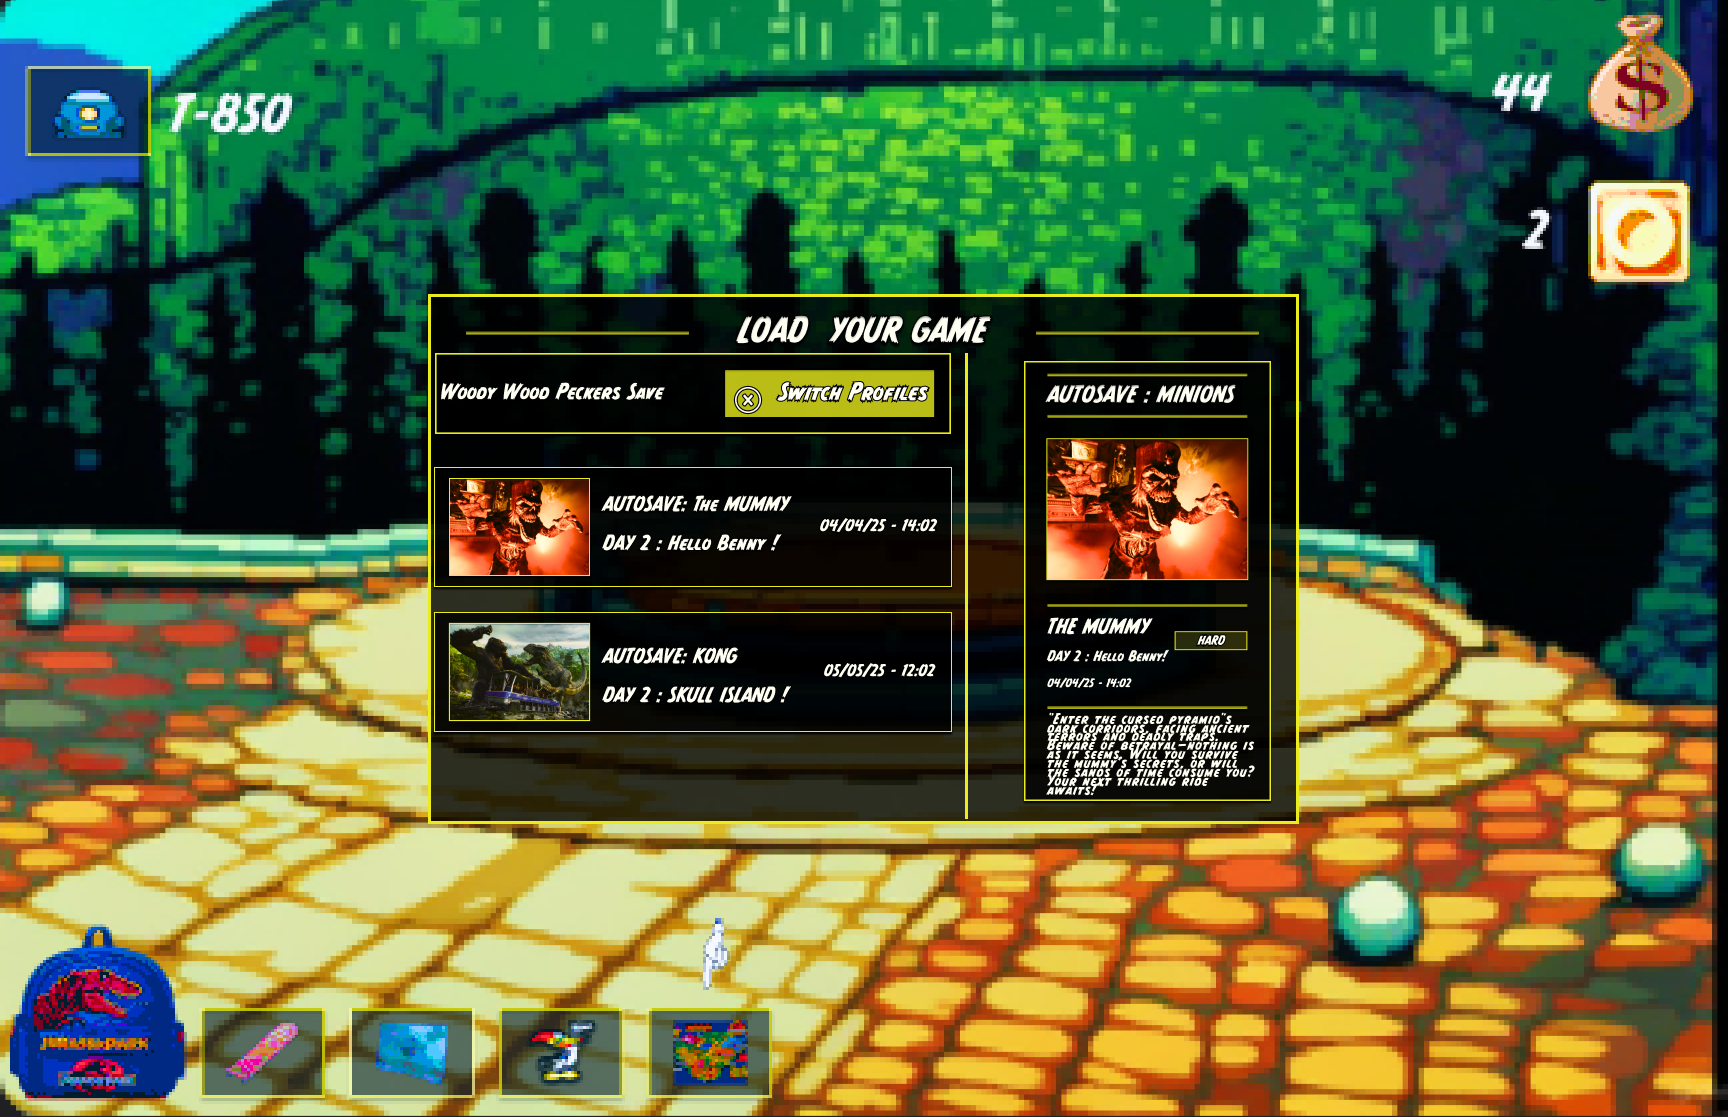 T-850
44
2
LOAD YOUR GAME
Woody Wood Peckers Save
Switch Profiles
AUTOSAVE: The MUMMY
04/04/25 - 14:02
DAY 2 : Hello Benny !
AUTOSAVE: KONG
05/05/25 - 12:02
DAY 2 : SKULL ISLAND !
AUTOSAVE : MINIONS
THE MUMMY
HARD
DAY 2 : Hello Benny!
04/04/25 - 14:02
"Enter the cursed pyramid"s
dark corridors, facing ancient
terrors and deadly traps.
Beware of betrayal—nothing is
as it seems. Will you survive
the mummy's secrets, or will
the sands of time consume you?
Your next thrilling ride
awaits!"
JURASSIC PARK